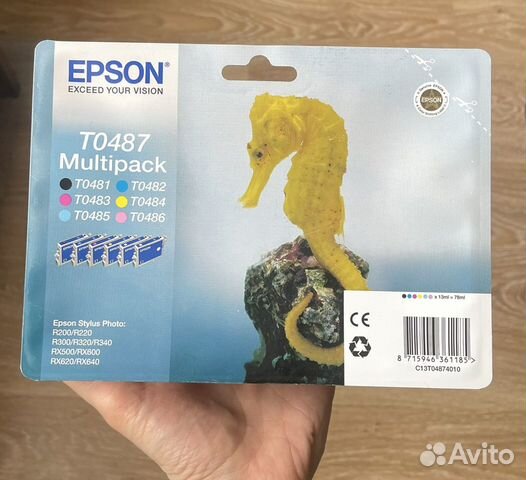 EPSON®
EXCEED YOUR VISION
EPSON
T0487
Multipack
T0481 T0482
T0483 T0484
T0485 T0486
Epson Stylus Photo:
R200/R220
R300/R320/R340
RX500/RX600
RX620/RX640
x 13ml = 78ml
CE
8 715946 361185 >
C13T04874010
Avito